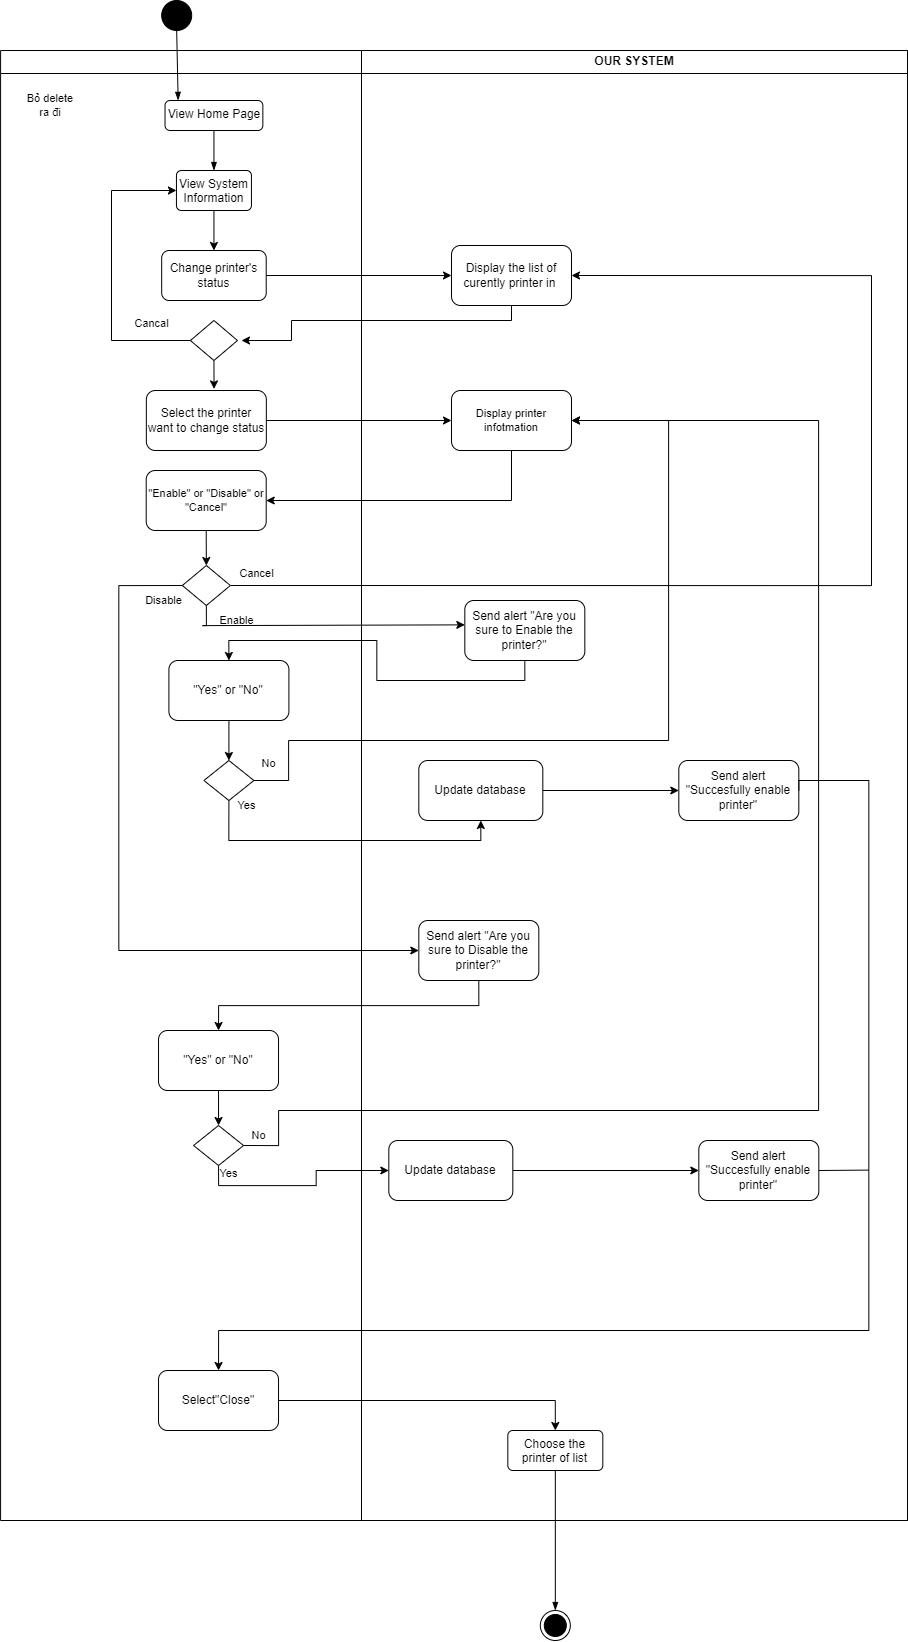 OUR SYSTEM
Bỏ delete
ra đi
View Home Page
View System
Information
Change printer's
status
Display the list of
curently printer in
Cancal
Select the printer
want to change status
Display printer
infotmation
"Enable" or "Disable" or
"Cancel"
Cancel
Disable
Enable
Send alert "Are you
sure to Enable the
printer?"
"Yes" or "No"
No
Yes
Update database
Send alert
"Succesfully enable
printer"
Send alert "Are you
sure to Disable the
printer?"
"Yes" or "No"
No
Yes
Update database
Send alert
"Succesfully enable
printer"
Select"Close"
Choose the
printer of list